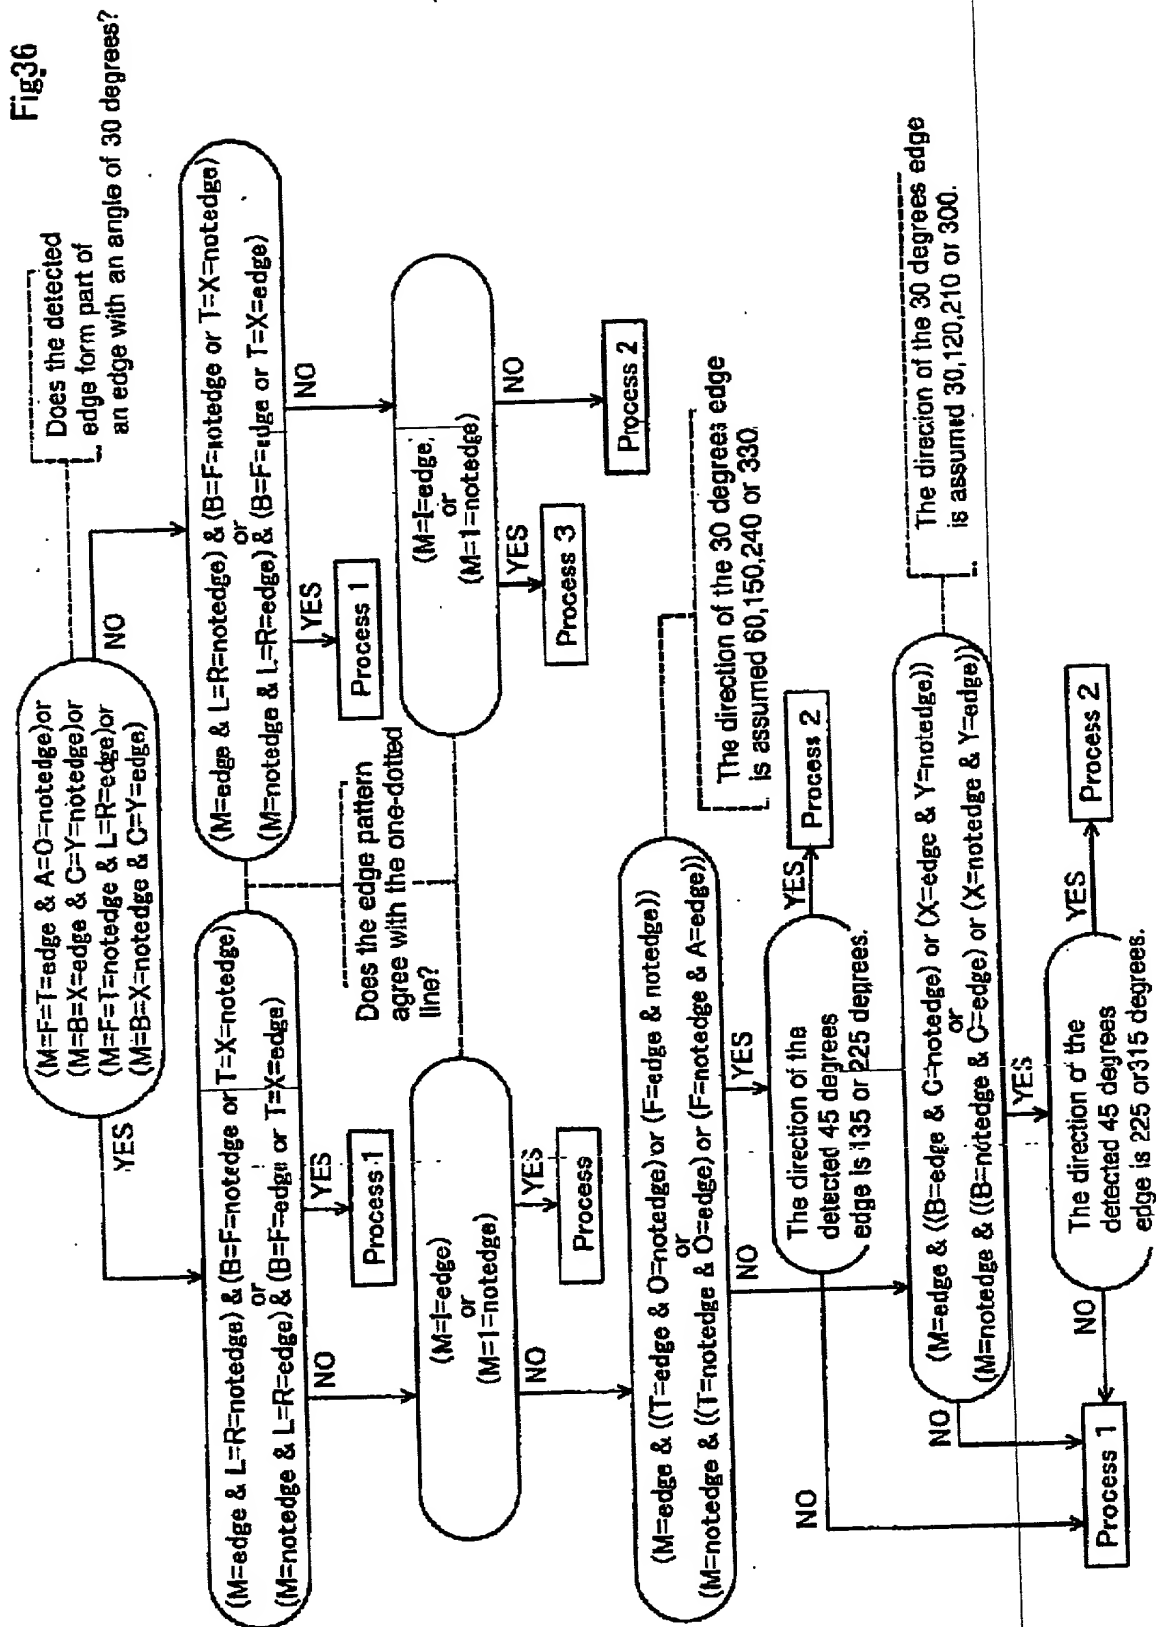 Fig36
Does the detected
edge form part of
an edge with an angle of 30 degrees?
(M=F=T=edge & A=O=notedge)or
(M=B=X=edge & C=Y=notedge)or
(M=F=T=notedge & L=R=edge)or
(M=B=X=notedge & C=Y=edge)
YES
NO
(M=edge & L=R=notedge) & (B=F=notedge or T=X=notedge)
or
(M=notedge & L=R=edge) & (B=F=edge or T=X=edge)
YES
NO
Process 1
(M=edge & L=R=notedge) & (B=F=notedge or T=X=notedge)
or
(M=notedge & L=R=edge) & (B=F=edge or T=X=edge)
YES
NO
Process 1
Does the edge pattern
agree with the one-dotted
line?
(M=I=edge)
or
(M=1=notedge)
NO
YES
Process
(M=I=edge,
or
(M=1=notedge)
YES
NO
Process 3
Process 2
(M=edge & ((T=edge & O=notedge) or (F=edge & notedge))
or
(M=notedge & ((T=notedge & O=edge) or (F=notedge & A=edge))
NO
YES
The direction of the 30 degrees edge
is assumed 60,150,240 or 330.
The direction of the
detected 45 degrees
edge is 135 or 225 degrees.
YES
Process 2
NO
(M=edge & ((B=edge & C=notedge) or (X=edge & Y=notedge))
or
(M=notedge & ((B=notedge & C=edge) or (X=notedge & Y=edge))
The direction of the 30 degrees edge
is assumed 30,120,210 or 300.
NO
YES
The direction of the
detected 45 degrees
edge is 225 or315 degrees.
YES
Process 2
NO
Process 1